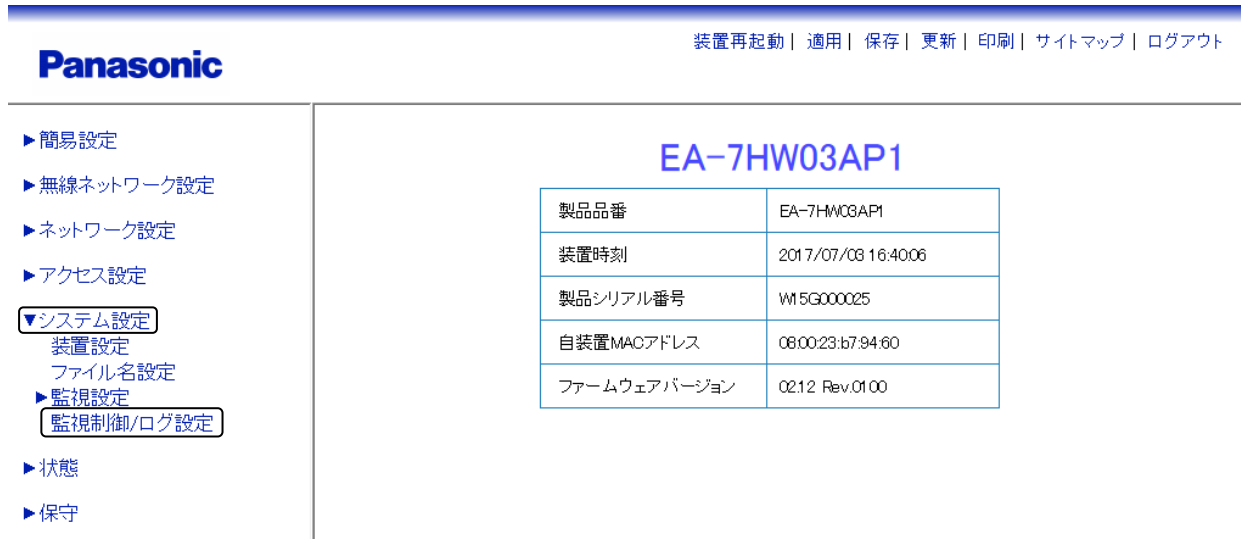 装置再起動| 適用| 保存| 更新| 印刷| サイトマップ| ログアウト
Panasonic
▶簡易設定
▶無線ネットワーク設定
▶ネットワーク設定
▶アクセス設定
▼システム設定
装置設定
ファイル名設定
▶監視設定
監視制御/ログ設定
▶状態
▶保守
EA-7HW03AP1
製品品番 EA-7HW03AP1
装置時刻 2017/07/03 16:40:06
製品シリアル番号 W15G000025
自装置MACアドレス 08:00:23:b7:94:60
ファームウェアバージョン 02.12 Rev.01.00